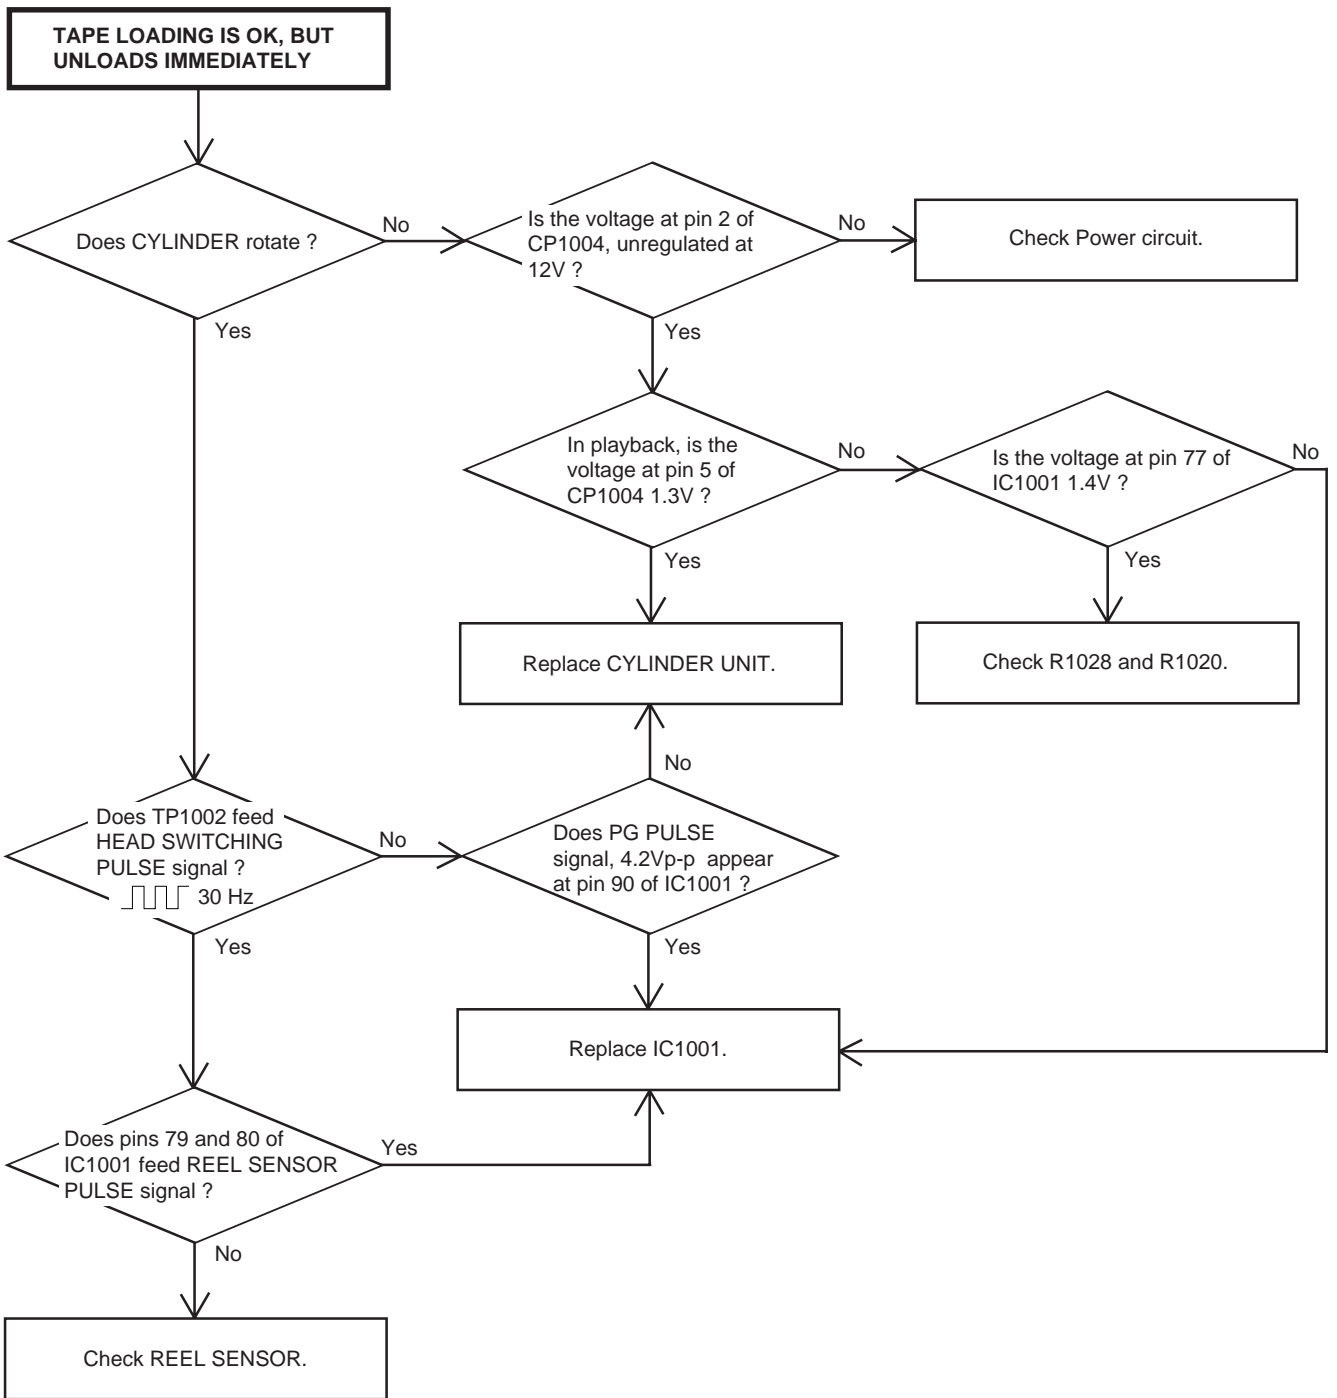 TAPE LOADING IS OK, BUT
UNLOADS IMMEDIATELY
Does CYLINDER rotate ?
No
Yes
Is the voltage at pin 2 of
CP1004, unregulated at
12V ?
No
Yes
Check Power circuit.
In playback, is the
voltage at pin 5 of
CP1004 1.3V ?
No
Yes
Is the voltage at pin 77 of
IC1001 1.4V ?
No
Yes
Replace CYLINDER UNIT.
Check R1028 and R1020.
No
Does TP1002 feed
HEAD SWITCHING
PULSE signal ?
30 Hz
No
Yes
Does PG PULSE
signal, 4.2Vp-p appear
at pin 90 of IC1001 ?
Yes
Replace IC1001.
Does pins 79 and 80 of
IC1001 feed REEL SENSOR
PULSE signal ?
Yes
No
Check REEL SENSOR.